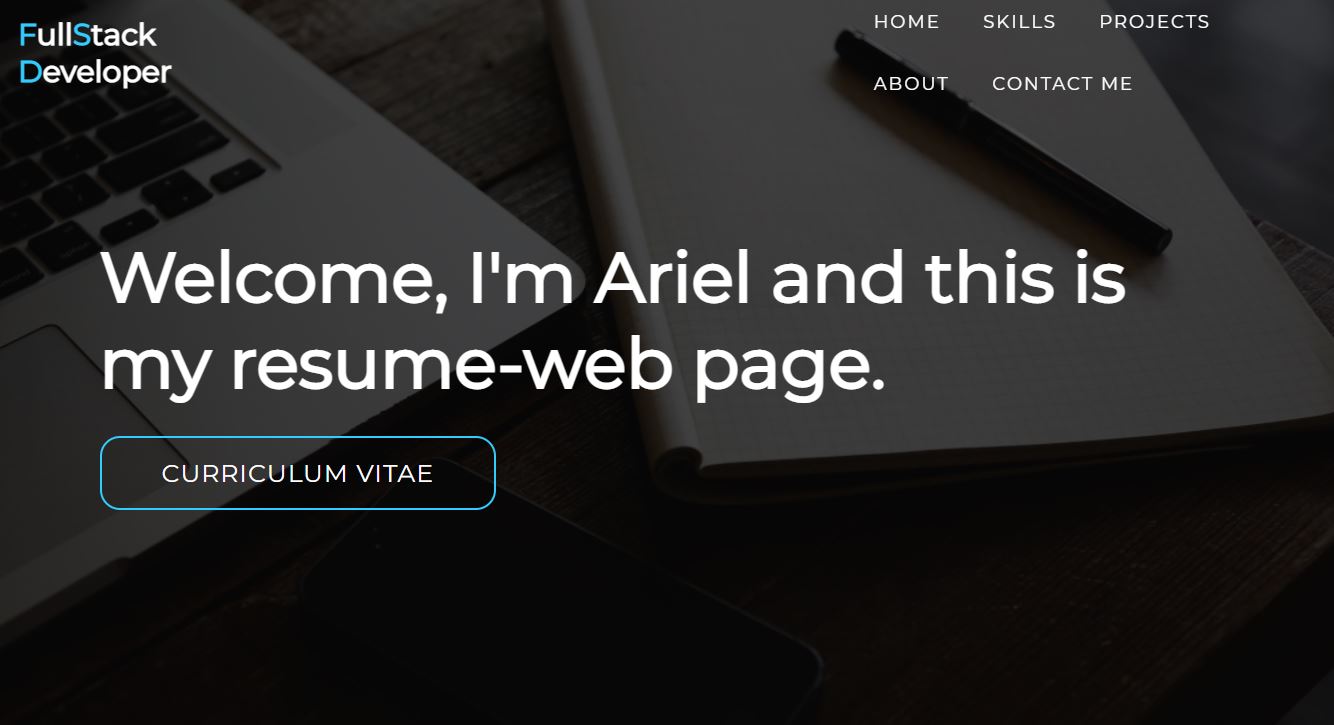 FullStack
Developer
HOME SKILLS PROJECTS
ABOUT CONTACT ME
Welcome, I'm Ariel and this is
my resume-web page.
CURRICULUM VITAE